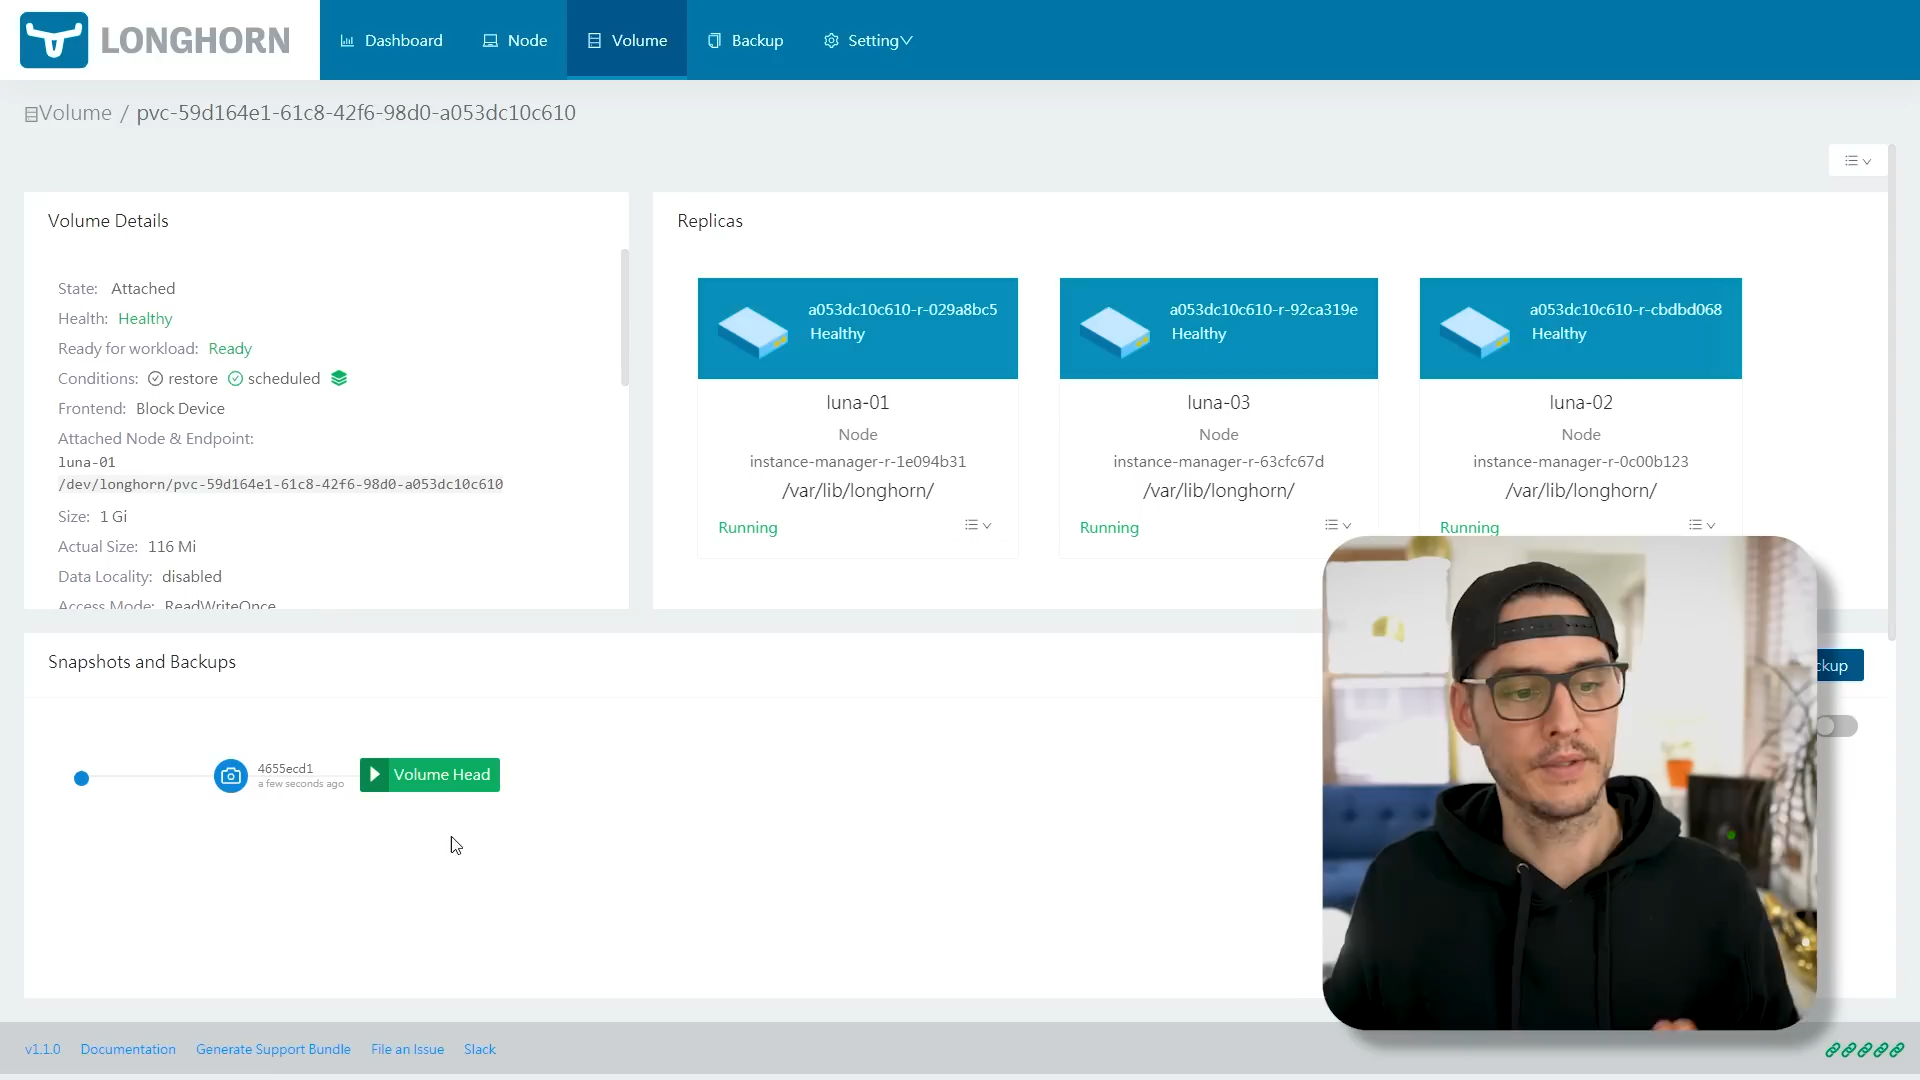 LONGHORN
Dashboard
Node
Volume
Backup
Setting
Volume / pvc-59d164e1-61c8-42f6-98d0-a053dc10c610
Volume Details
State: Attached
Health: Healthy
Ready for workload: Ready
Conditions: restore scheduled
Frontend: Block Device
Attached Node & Endpoint:
luna-01
/dev/longhorn/pvc-59d164e1-61c8-42f6-98d0-a053dc10c610
Size: 1 Gi
Actual Size: 116 Mi
Data Locality: disabled
Access Mode: ReadWriteOnce
Replicas
a053dc10c610-r-029a8bc5
Healthy
luna-01
Node
instance-manager-r-1e094b31
/var/lib/longhorn/
Running
a053dc10c610-r-92ca319e
Healthy
luna-03
Node
instance-manager-r-63cfc67d
/var/lib/longhorn/
Running
a053dc10c610-r-cbdbd068
Healthy
luna-02
Node
instance-manager-r-0c00b123
/var/lib/longhorn/
Running
Snapshots and Backups
ckup
4655ecd1
a few seconds ago
Volume Head
v1.1.0
Documentation
Generate Support Bundle
File an Issue
Slack